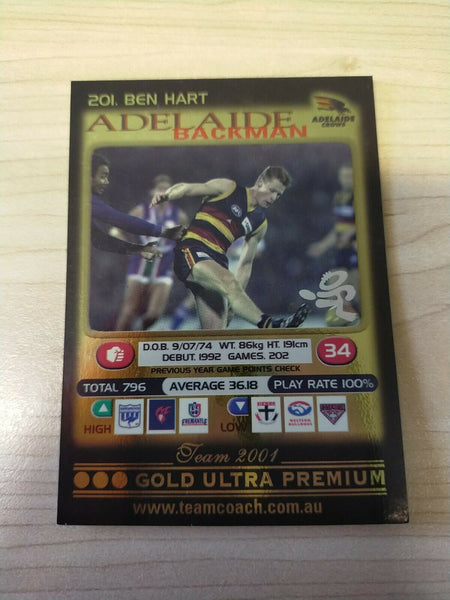 201. BEN HART
ADELAIDE
BACKMAN
ADELAIDE
CROWS
D.O.B. 9/07/74 WT. 86kg HT. 191cm
DEBUT. 1992 GAMES. 202
34
PREVIOUS YEAR GAME POINTS CHECK
TOTAL 796 AVERAGE 36.18 PLAY RATE 100%
HIGH
FREMANTLE
LOW
WESTERN
BULLDOGS
Team 2001
GOLD ULTRA PREMIUM
www.teamcoach.com.au